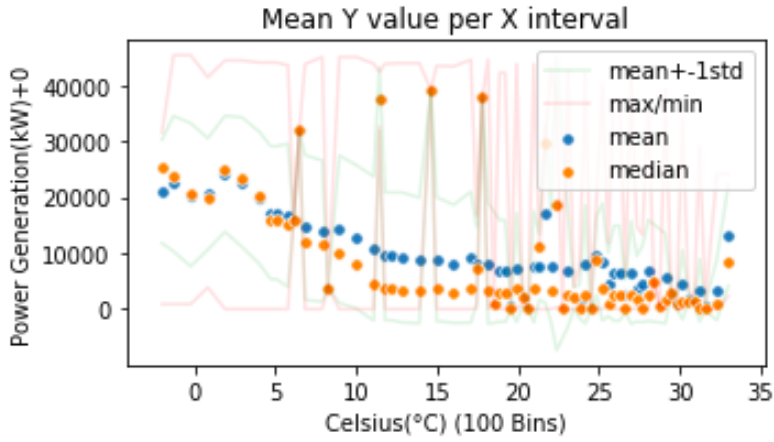 Mean Y value per X interval
Power Generation(kW)+0
40000
30000
20000
10000
0
mean+-1std
max/min
mean
median
0 5 10 15 20 25 30 35
Celsius(°C) (100 Bins)